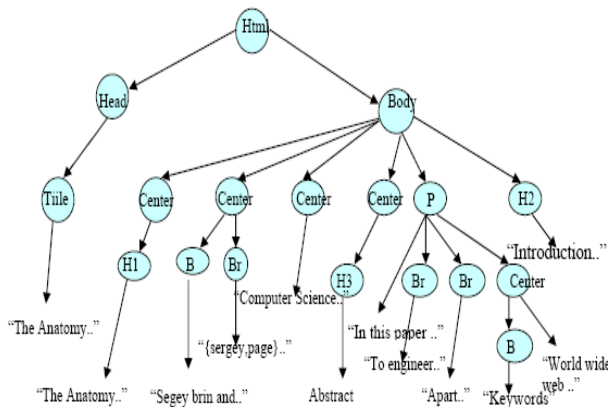 Html
Head
Body
Tiile
Center
Center
Center
Center
P
H2
H1
B
Br
H3
Br
Br
Center
“Introduction..”
“Computer Science..”
“The Anatomy..”
“{sergey,page}..”
“In this paper ..”
B
“To engineer..”
“World wide
web ..”
“The Anatomy..”
“Segey brin and..”
Abstract
“Apart..”
“Keywords”